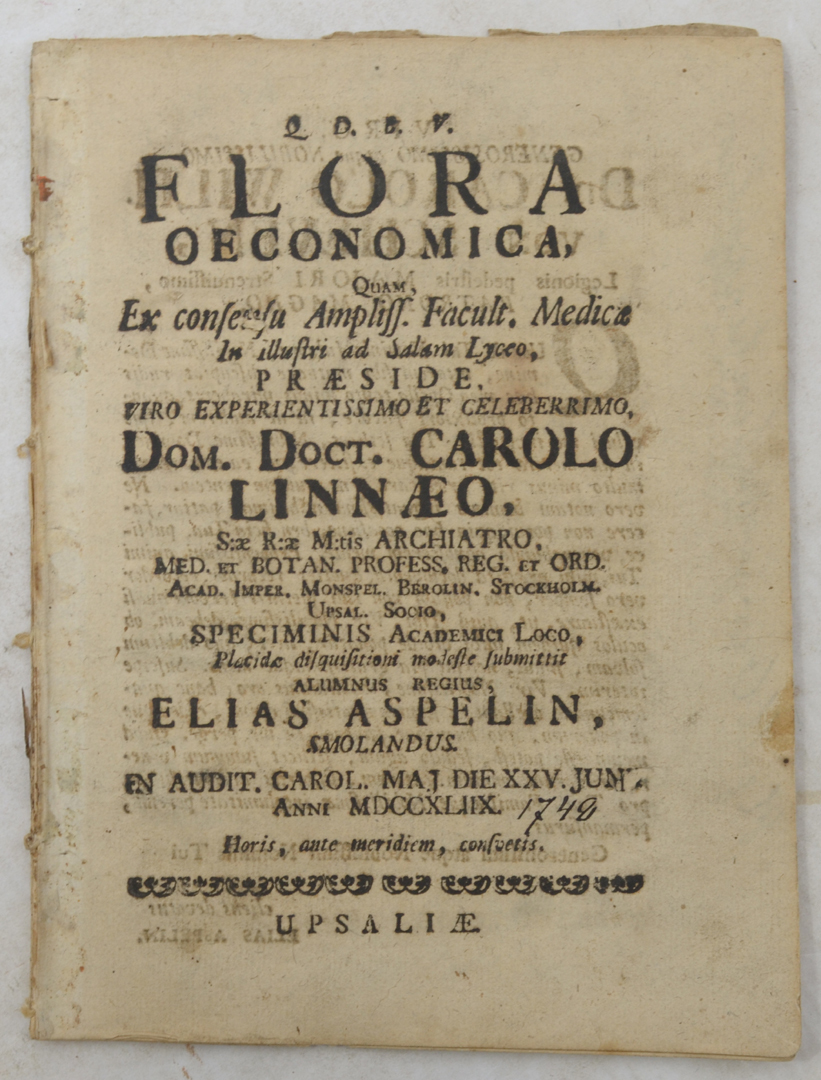 Q. D. B. V.
FLORA
OECONOMICA,
QUAM,
Ex conſenſu Ampliſſ. Facult. Medicæ
In illuſtri ad Salam Lyceo,
PRÆSIDE,
VIRO EXPERIENTISSIMO ET CELEBERRIMO,
DOM. DOCT. CAROLO
LINNÆO,
S:æ R:æ M:tis ARCHIATRO,
MED. ET BOTAN. PROFESS. REG. ET ORD.
ACAD. IMPER. MONSPEL. BEROLIN. STOCKHOLM.
UPSAL. SOCIO,
SPECIMINIS ACADEMICI LOCO,
Placidæ diſquiſitioni modeſte ſubmittit
ALUMNUS REGIUS,
ELIAS ASPELIN,
SMOLANDUS.
IN AUDIT. CAROL. MAJ. DIE XXV. JUNI.
ANNI MDCCXLIIX. 1748
Horis, ante meridiem, conſvetis.
UPSALIÆ.